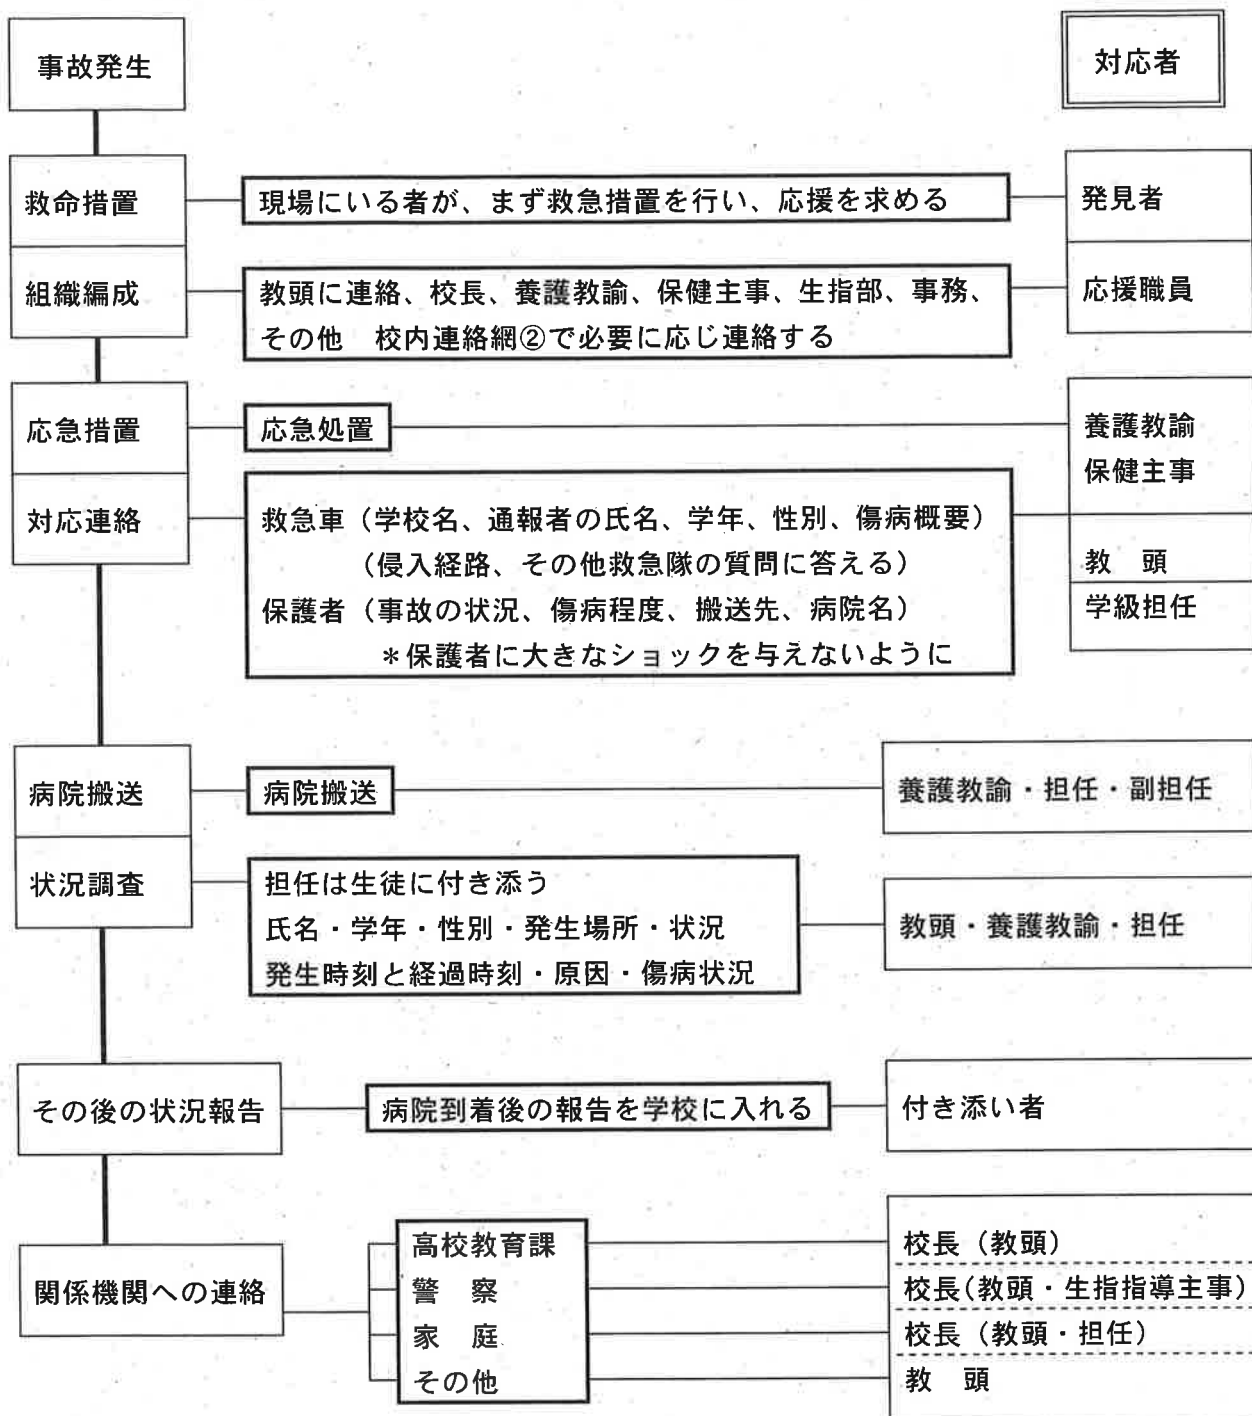 事故発生
対応者
救命措置
現場にいる者が、まず救急措置を行い、応援を求める
発見者
組織編成
教頭に連絡、校長、養護教諭、保健主事、生指部、事務、
その他　校内連絡網②で必要に応じ連絡する
応援職員
応急措置
応急処置
養護教諭
保健主事
対応連絡
救急車（学校名、通報者の氏名、学年、性別、傷病概要）
（侵入経路、その他救急隊の質問に答える）
保護者（事故の状況、傷病程度、搬送先、病院名）
＊保護者に大きなショックを与えないように
教　頭
学級担任
病院搬送
病院搬送
養護教諭・担任・副担任
状況調査
担任は生徒に付き添う
氏名・学年・性別・発生場所・状況
発生時刻と経過時刻・原因・傷病状況
教頭・養護教諭・担任
その後の状況報告
病院到着後の報告を学校に入れる
付き添い者
関係機関への連絡
高校教育課
警　察
家　庭
その他
校長（教頭）
校長（教頭・生指指導主事）
校長（教頭・担任）
教　頭